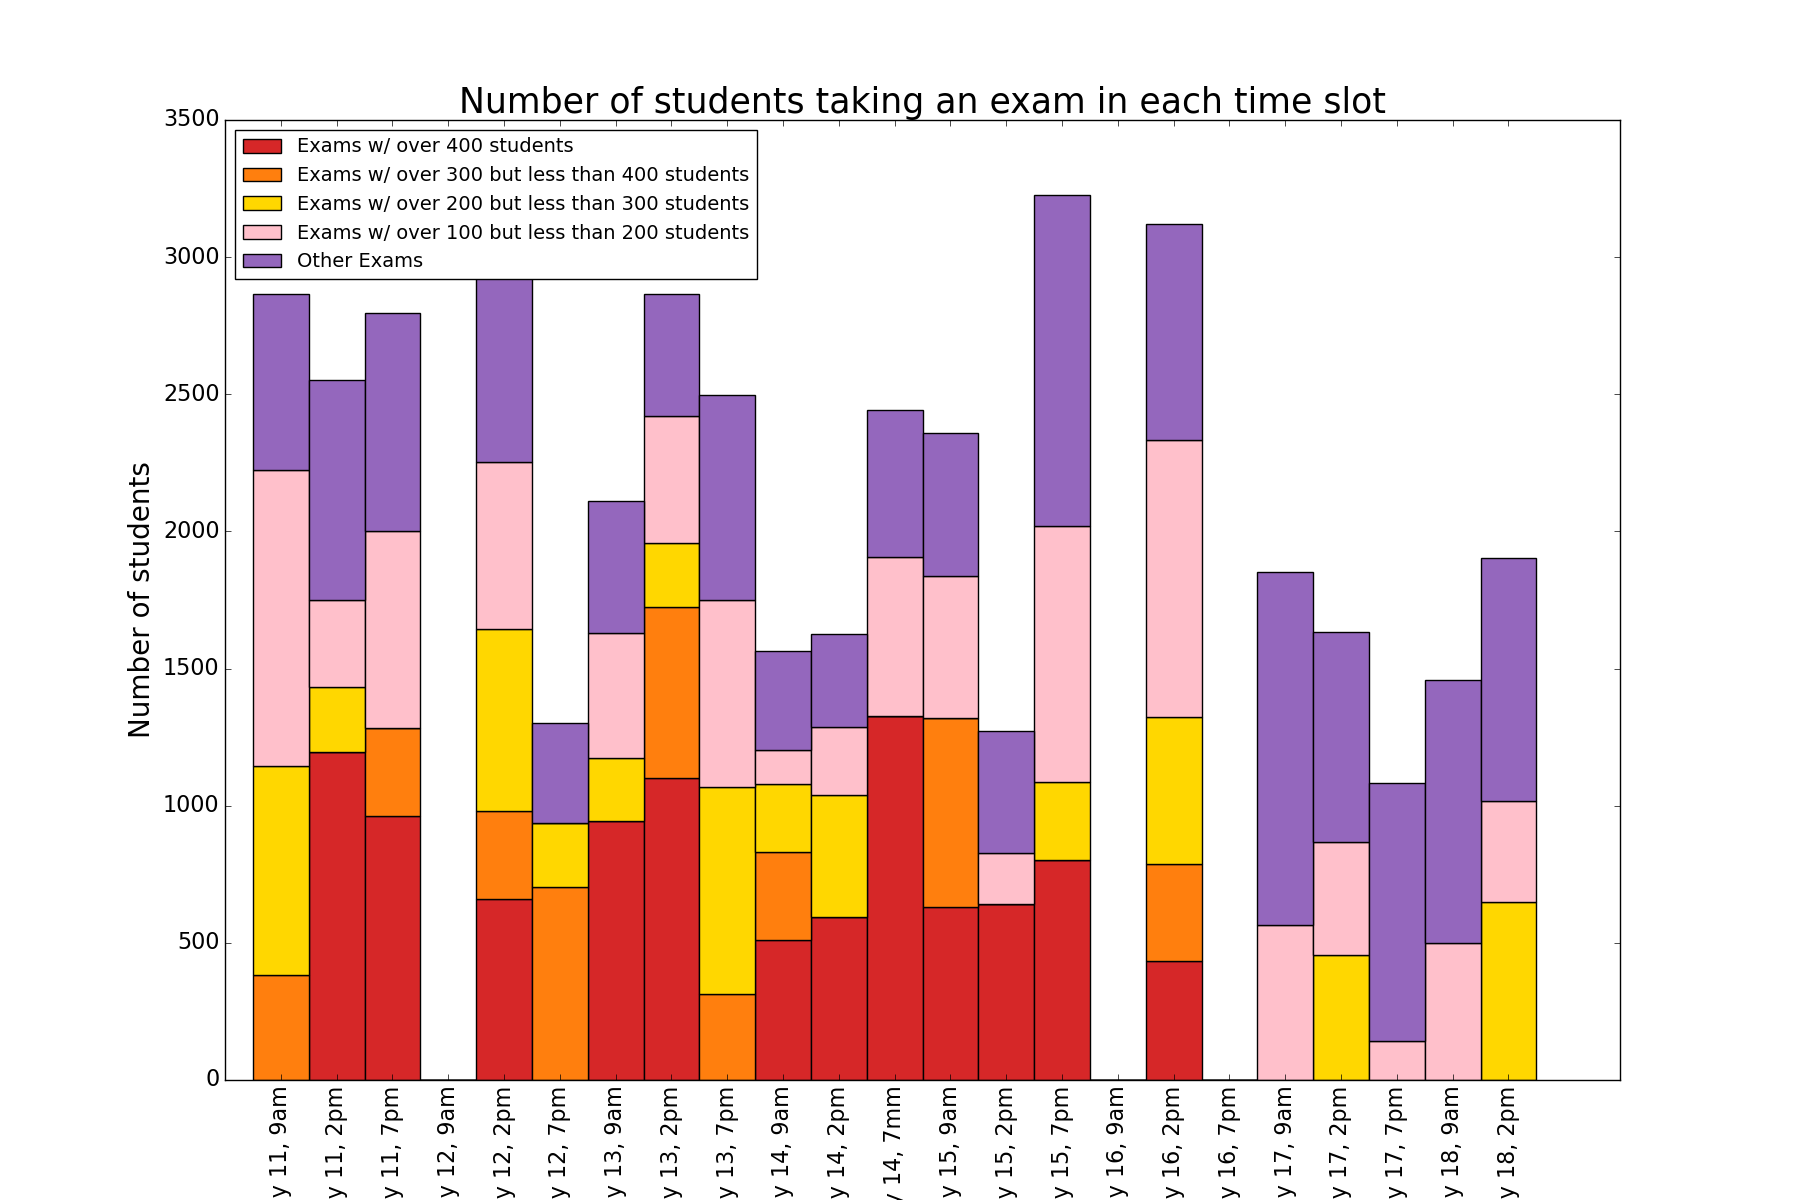 Number of students taking an exam in each time slot
Exams w/ over 400 students
Exams w/ over 300 but less than 400 students
Exams w/ over 200 but less than 300 students
Exams w/ over 100 but less than 200 students
Other Exams
Number of students
3500
3000
2500
2000
1500
1000
500
0
y 11, 9am
y 11, 2pm
y 11, 7pm
y 12, 9am
y 12, 2pm
y 12, 7pm
y 13, 9am
y 13, 2pm
y 13, 7pm
y 14, 9am
y 14, 2pm
y 14, 7mm
y 15, 9am
y 15, 2pm
y 15, 7pm
y 16, 9am
y 16, 2pm
y 16, 7pm
y 17, 9am
y 17, 2pm
y 17, 7pm
y 18, 9am
y 18, 2pm